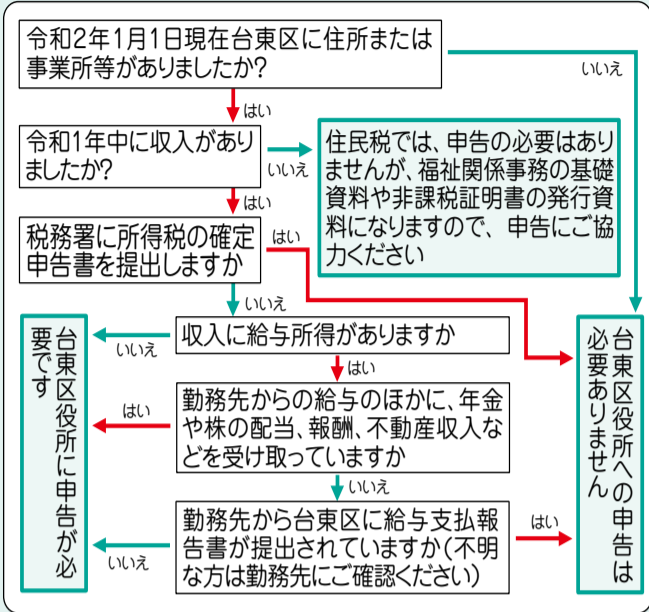 令和2年1月1日現在台東区に住所または
事業所等がありましたか?
いいえ
はい
令和1年中に収入があり
ましたか?
いいえ
住民税では、申告の必要はあり
ませんが、福祉関係事務の基礎
資料や非課税証明書の発行資
料になりますので、申告にご協
力ください
はい
税務署に所得税の確定
申告書を提出しますか
はい
いいえ
収入に給与所得がありますか
いいえ
はい
勤務先からの給与のほかに、年金
や株の配当、報酬、不動産収入な
どを受け取っていますか
はい
いいえ
勤務先から台東区に給与支払報
告書が提出されていますか(不明
な方は勤務先にご確認ください)
いいえ
はい
台東区役所に申告が必
要です
台東区役所への申告は
必要ありません